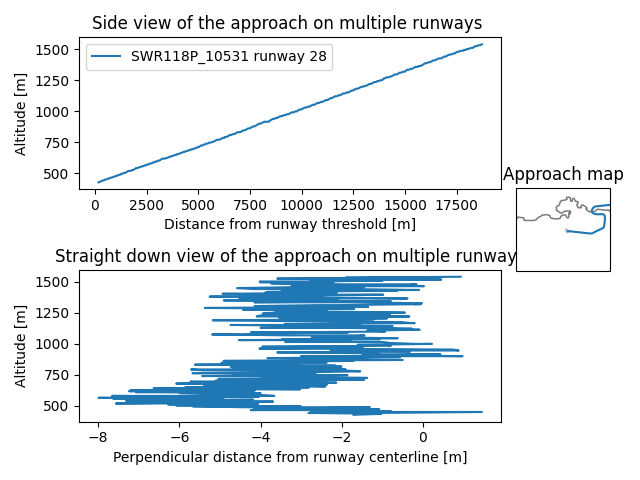 Side view of the approach on multiple runways
1500
1250
1000
750
500
Altitude [m]
SWR118P_10531 runway 28
0 2500 5000 7500 10000 12500 15000 17500
Distance from runway threshold [m]
Approach map
Straight down view of the approach on multiple runway
1500
1250
1000
750
500
Altitude [m]
−8 −6 −4 −2 0
Perpendicular distance from runway centerline [m]